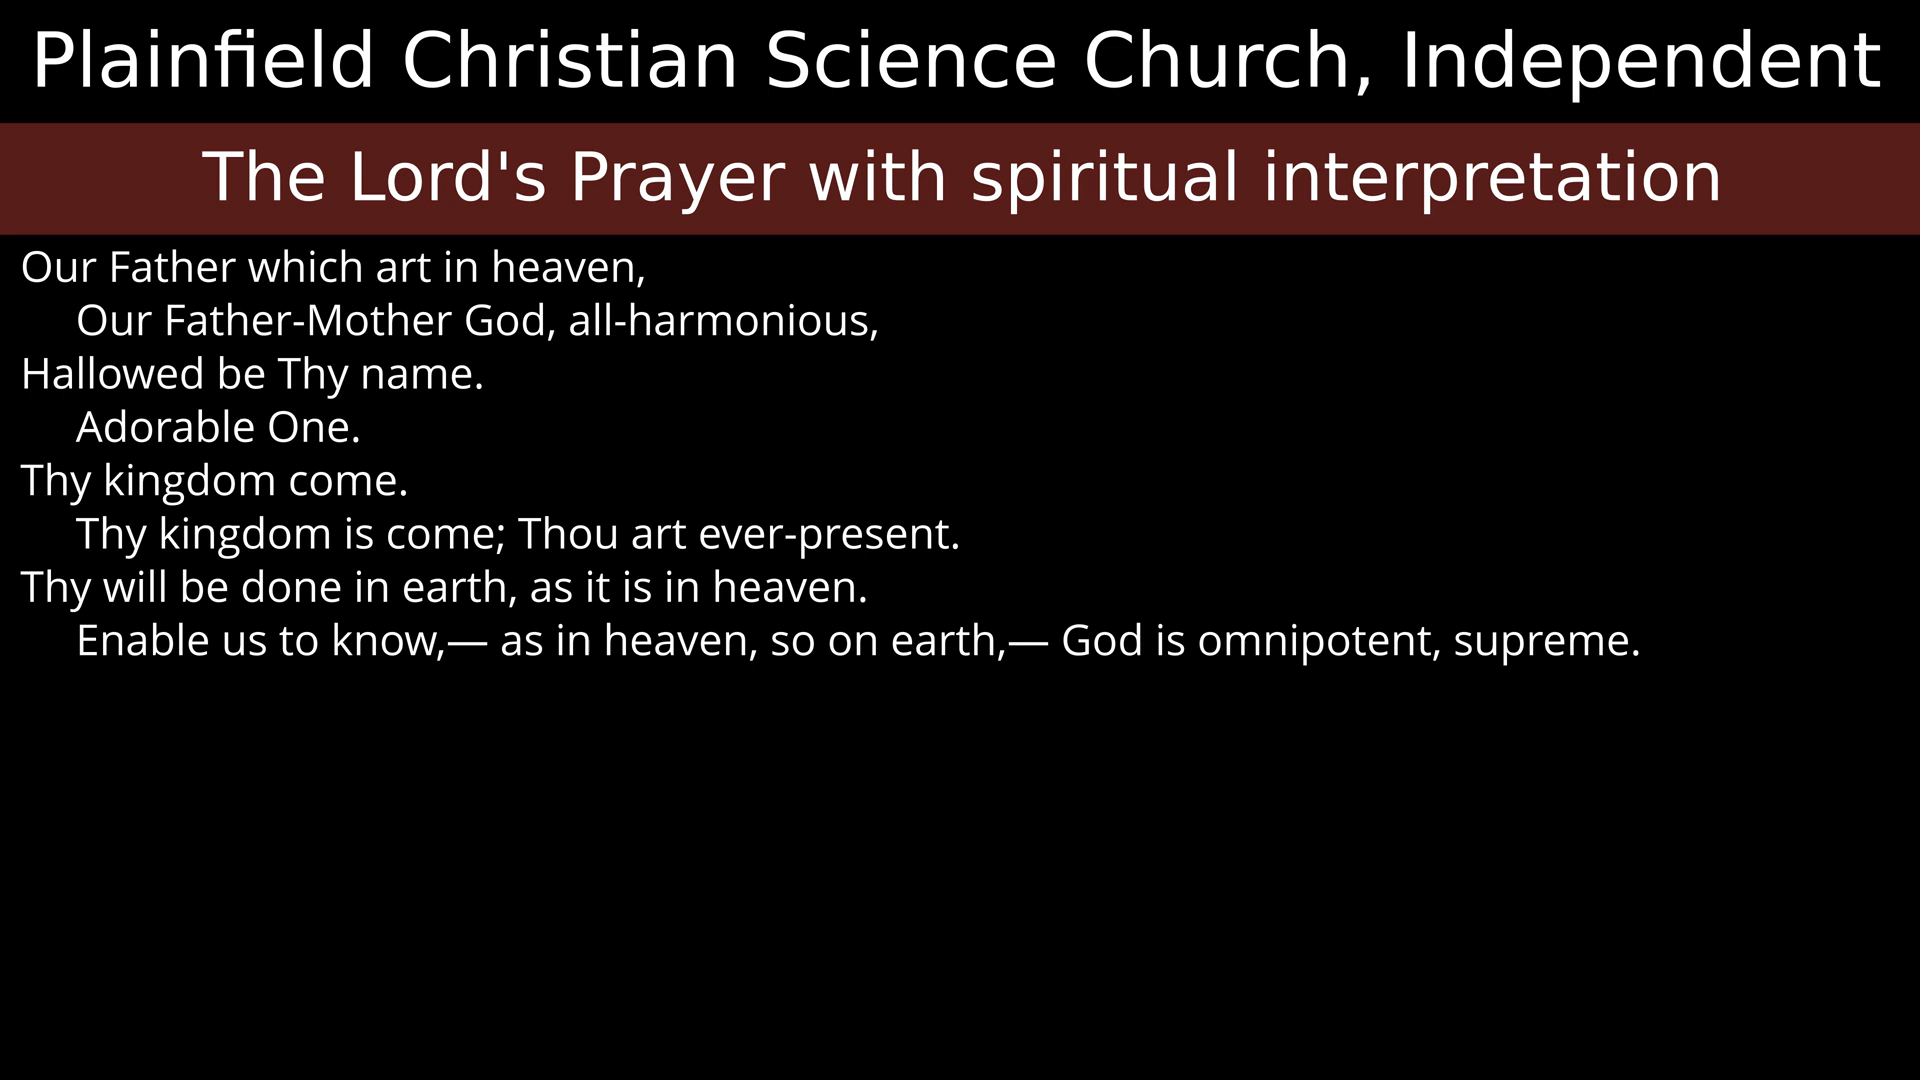 Plainfield Christian Science Church, Independent
The Lord's Prayer with spiritual interpretation
Our Father which art in heaven,
Our Father-Mother God, all-harmonious,
Hallowed be Thy name.
Adorable One.
Thy kingdom come.
Thy kingdom is come; Thou art ever-present.
Thy will be done in earth, as it is in heaven.
Enable us to know,— as in heaven, so on earth,— God is omnipotent, supreme.